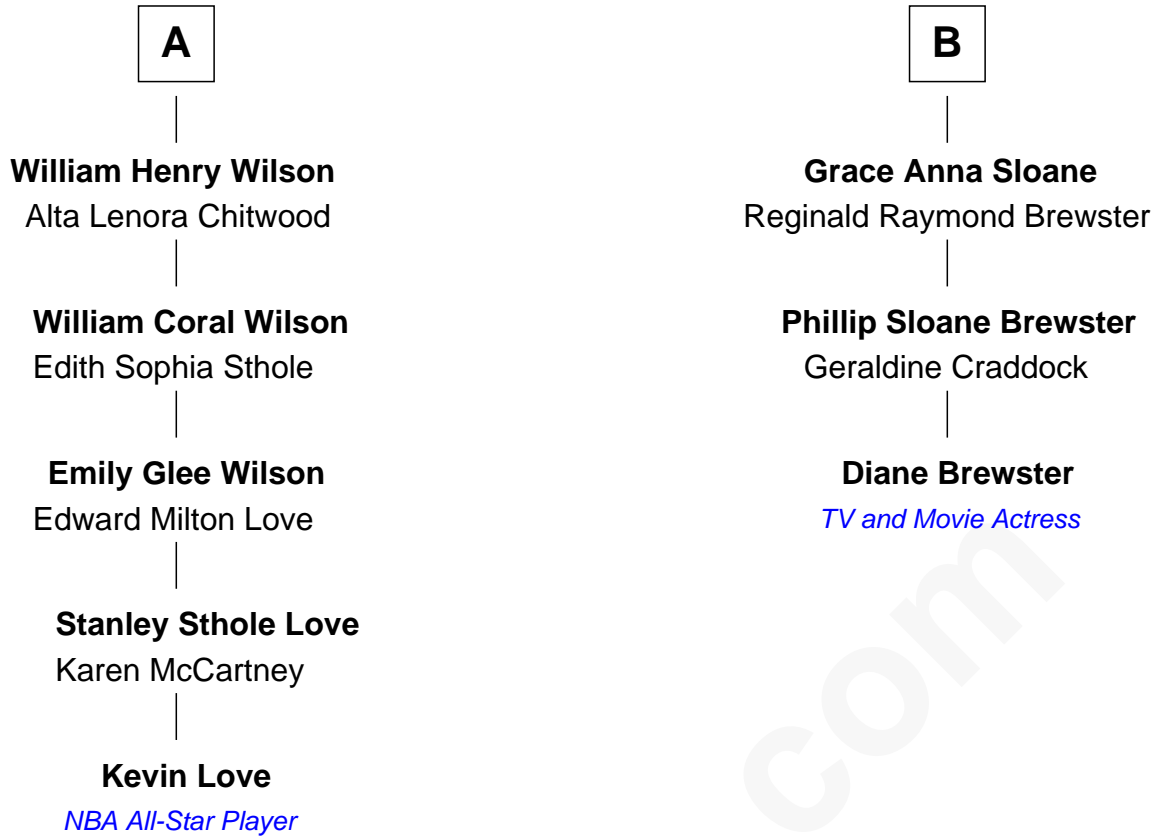 A
William Henry Wilson
Alta Lenora Chitwood
William Coral Wilson
Edith Sophia Sthole
Emily Glee Wilson
Edward Milton Love
Stanley Sthole Love
Karen McCartney
Kevin Love
NBA All-Star Player
B
Grace Anna Sloane
Reginald Raymond Brewster
Phillip Sloane Brewster
Geraldine Craddock
Diane Brewster
TV and Movie Actress
com